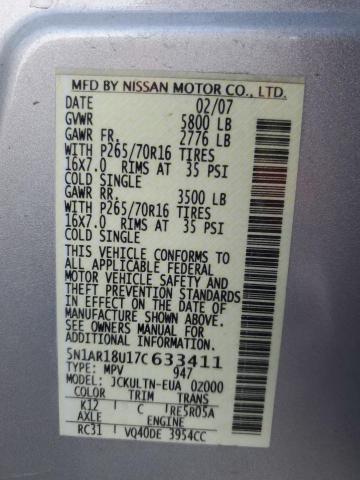 MFD BY NISSAN MOTOR CO., LTD.
DATE 02/07
GVWR 5800 LB
GAWR FR. 2776 LB
WITH P265/70R16 TIRES
16X7.0 RIMS AT 35 PSI
COLD SINGLE
GAWR RR. 3500 LB
WITH P265/70R16 TIRES
16X7.0 RIMS AT 35 PSI
COLD SINGLE
THIS VEHICLE CONFORMS TO
ALL APPLICABLE FEDERAL
MOTOR VEHICLE SAFETY AND
THEFT PREVENTION STANDARDS
IN EFFECT ON THE DATE OF
MANUFACTURE SHOWN ABOVE.
SEE OWNERS MANUAL FOR
ADDITIONAL INFORMATION
5N1AR18U17C633411
TYPE: MPV 947
MODEL: JCKULTN-EUA 02000
COLOR TRIM TRANS
K12 C RE5R05A
AXLE ENGINE
RC31 VQ40DE 3954CC